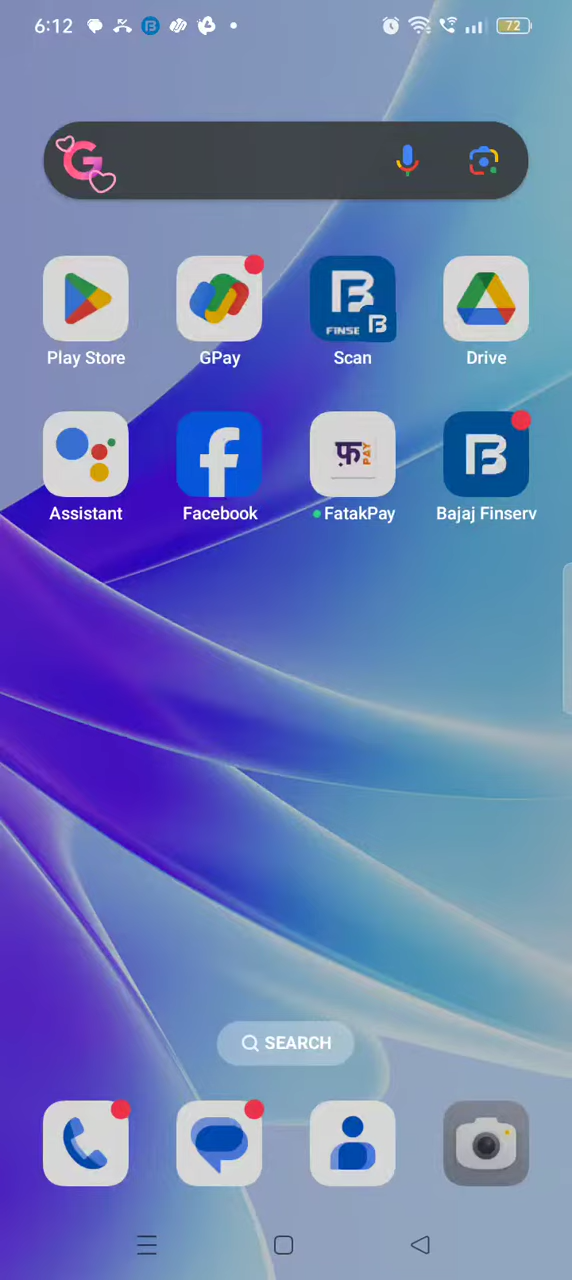 6:12
72
Play Store
GPay
FINSE
Scan
Drive
Assistant
Facebook
फ PAY
FatakPay
Bajaj Finserv
SEARCH